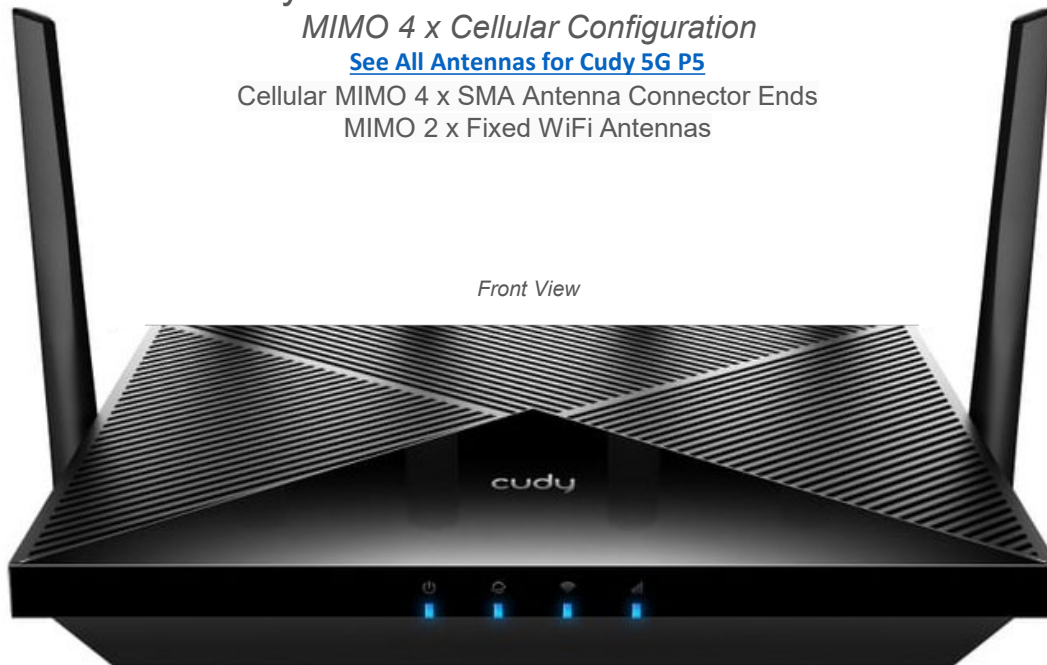 MIMO 4 x Cellular Configuration
See All Antennas for Cudy 5G P5
Cellular MIMO 4 x SMA Antenna Connector Ends
MIMO 2 x Fixed WiFi Antennas
Front View
cudy